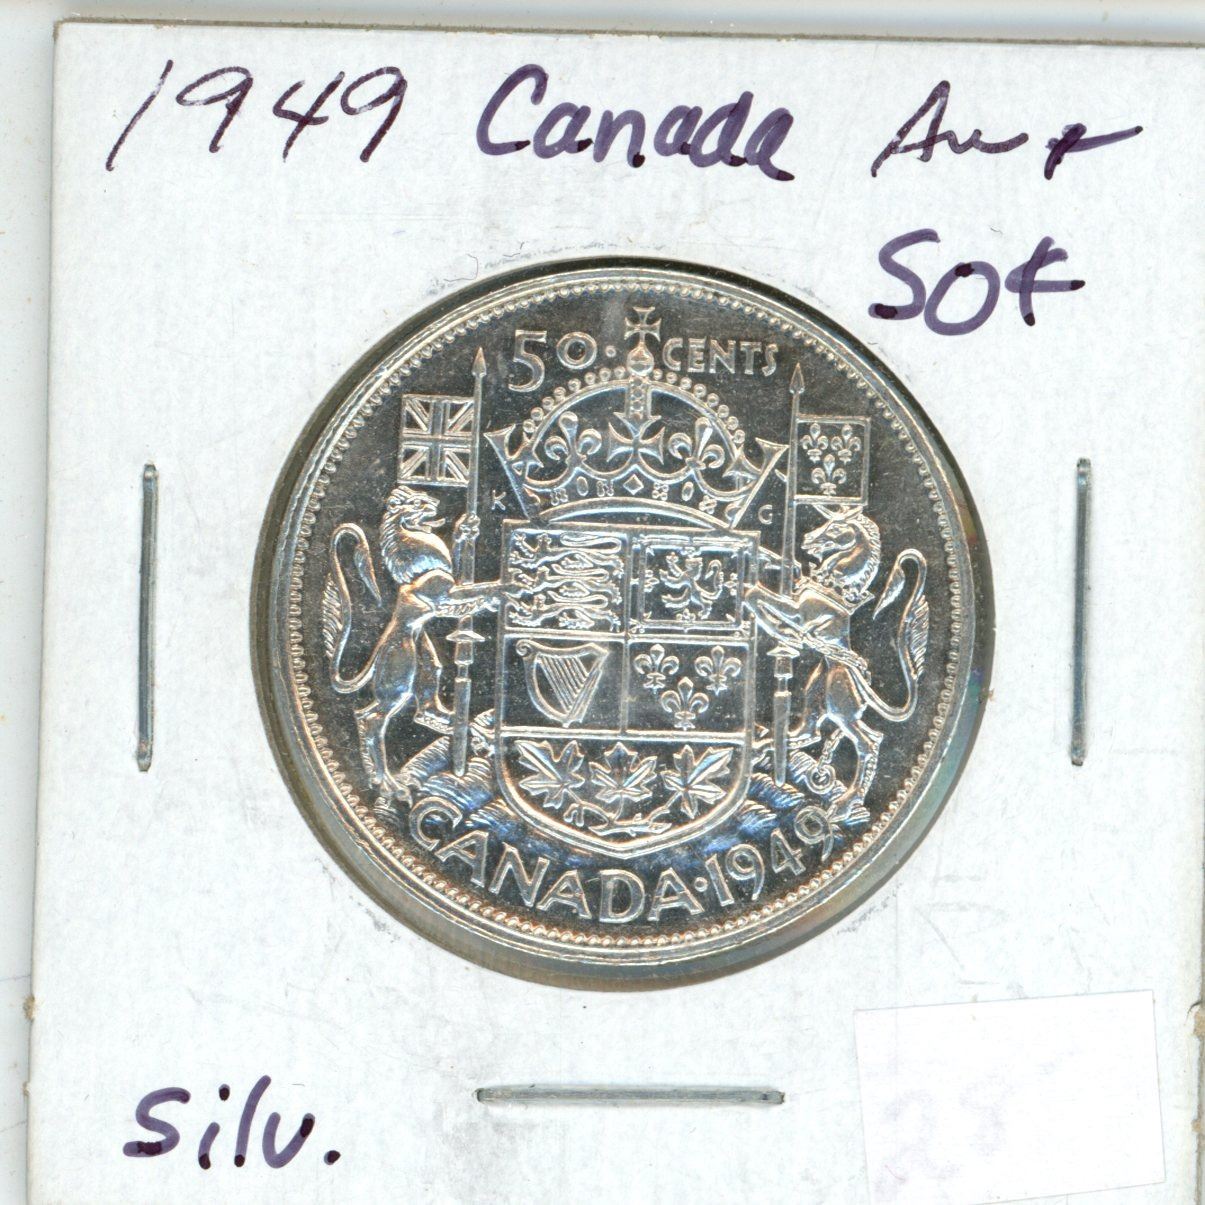 1949 Canada Au+
50¢
50 · CENTS
K G
CANADA · 1949
silv.